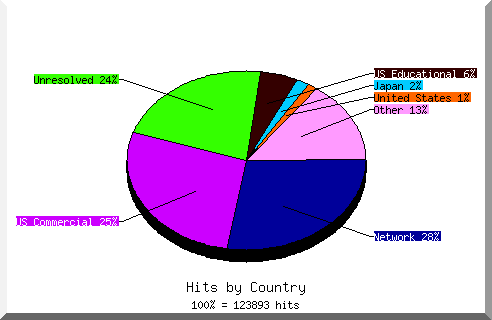 US Educational 6%
Unresolved 24%
Japan 2%
United States 1%
Other 13%
US Commercial 25%
Network 28%
Hits by Country
100% = 123893 hits